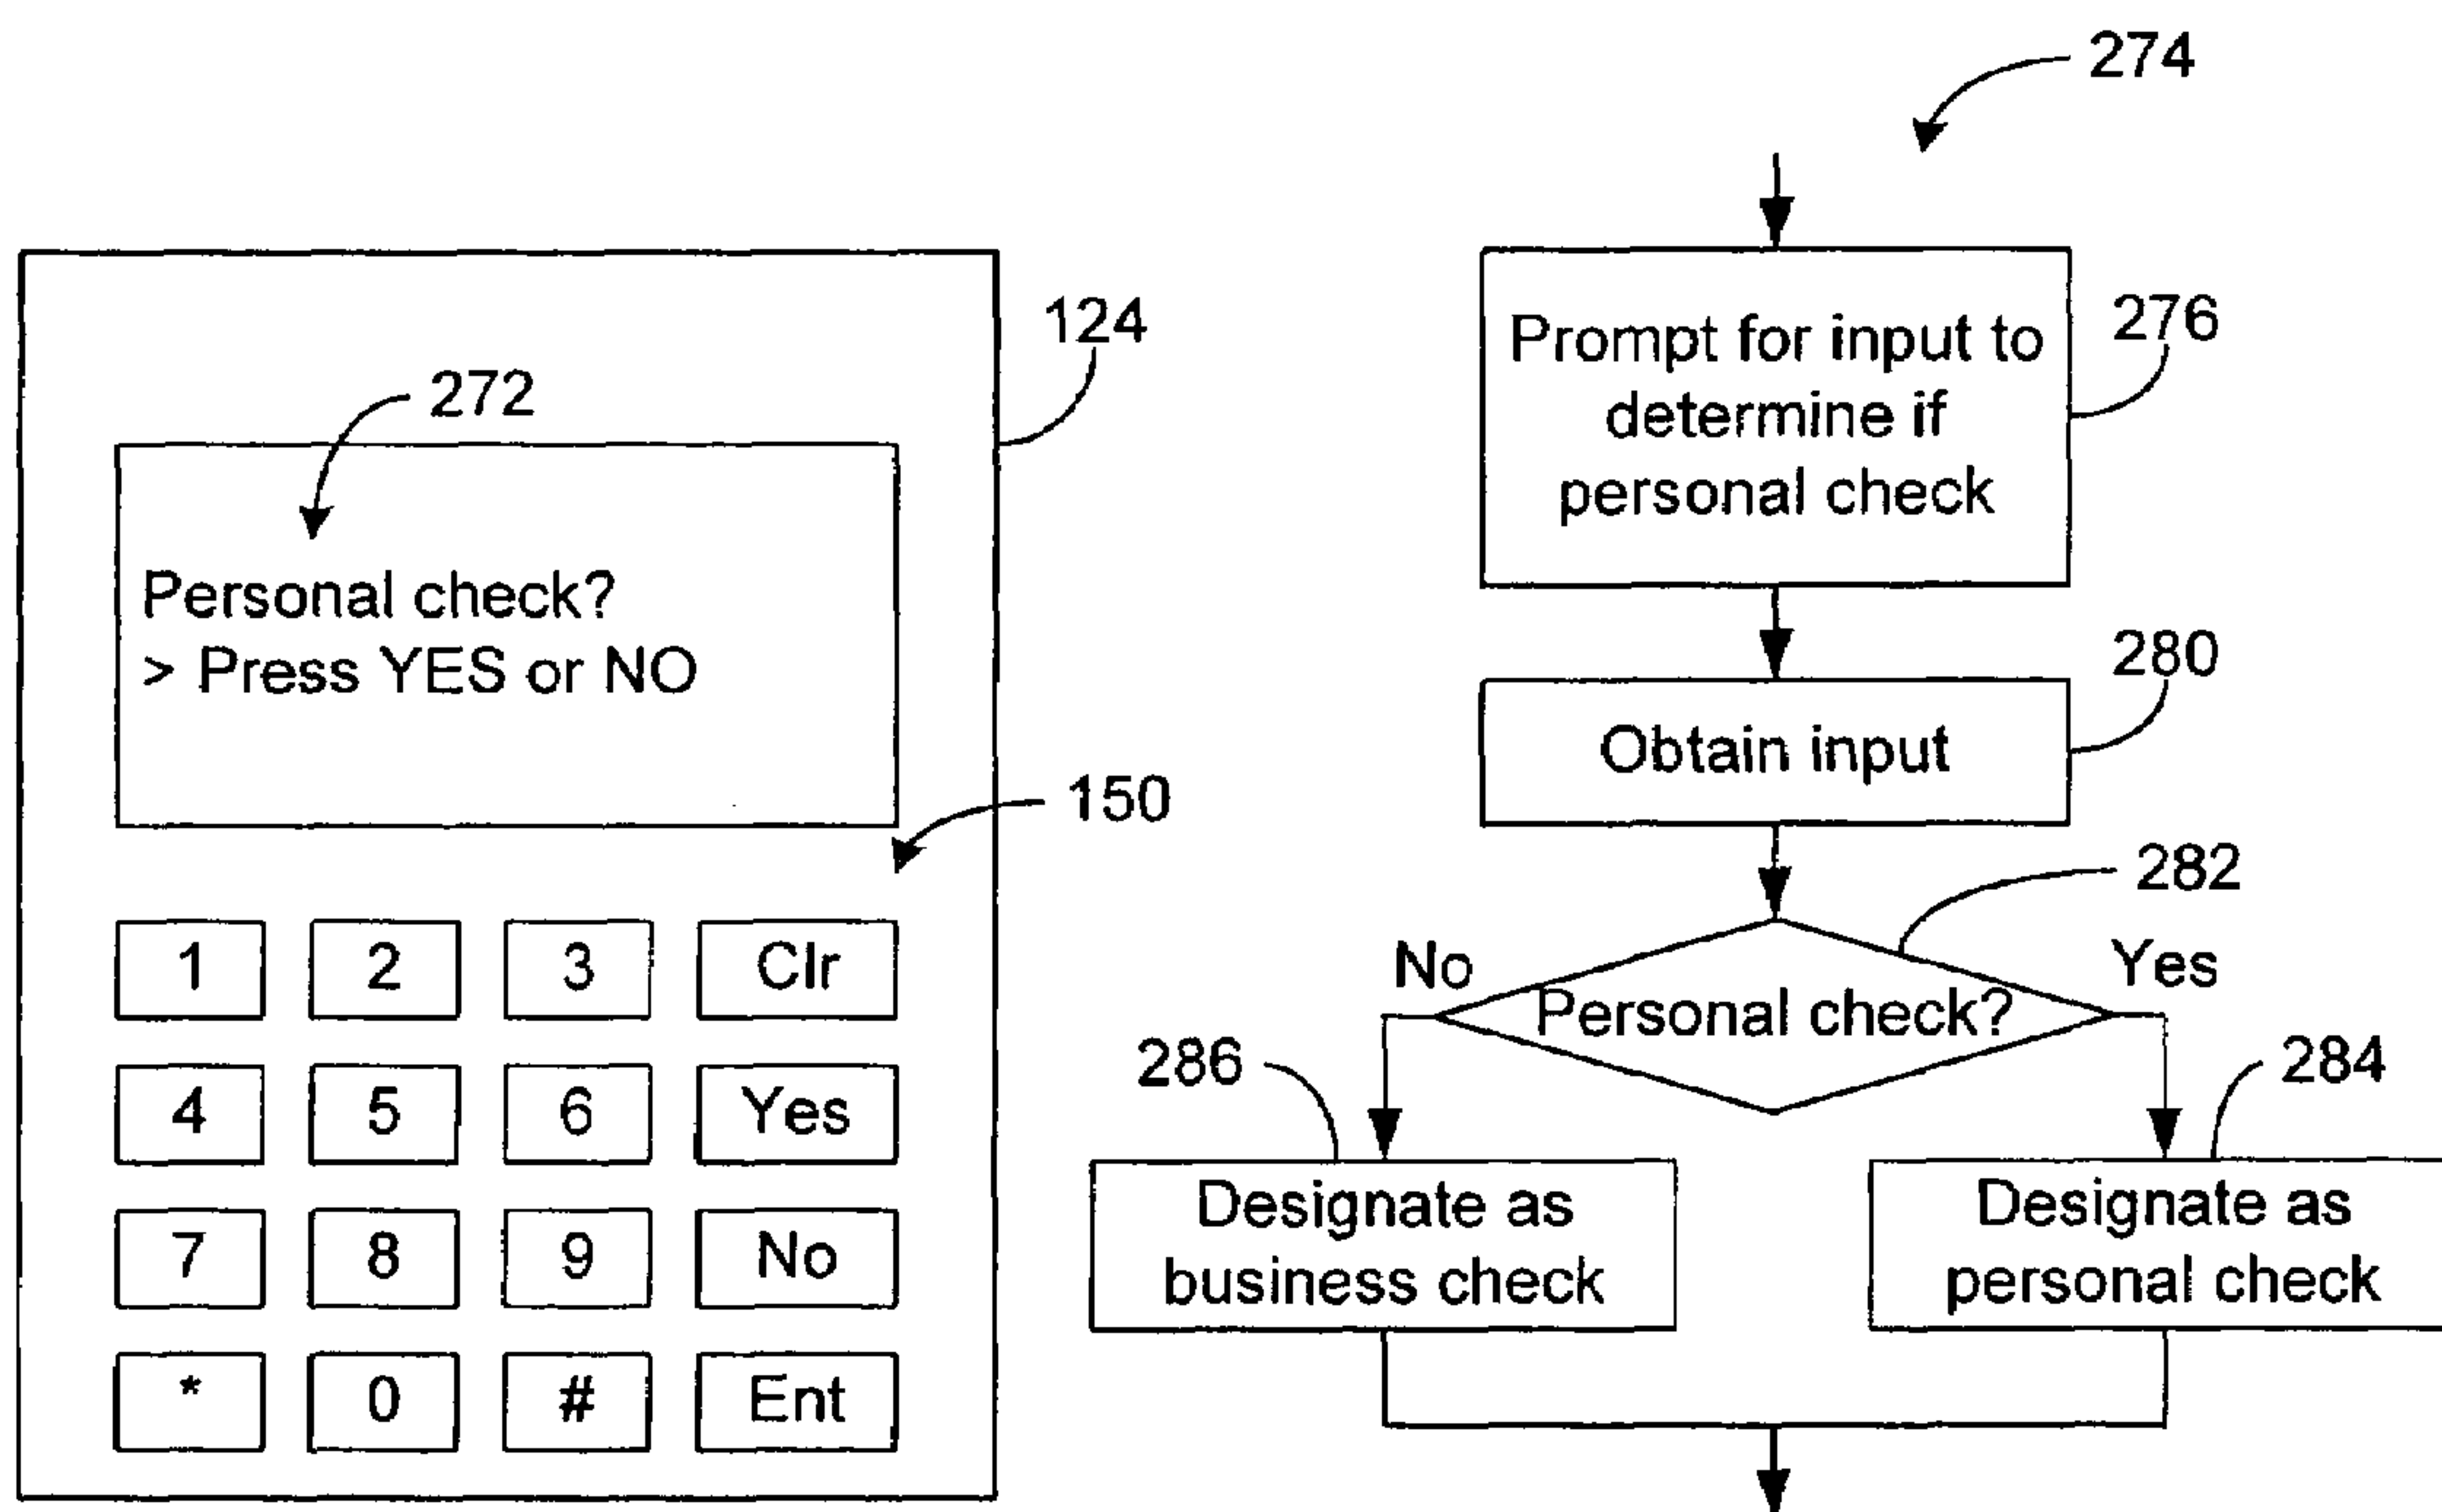 274
124
272
Personal check?
> Press YES or NO
150
1 2 3 Clr
4 5 6 Yes
7 8 9 No
* 0 # Ent
Prompt for input to
determine if
personal check
276
Obtain input
280
282
No
Personal check?
Yes
286
284
Designate as
business check
Designate as
personal check